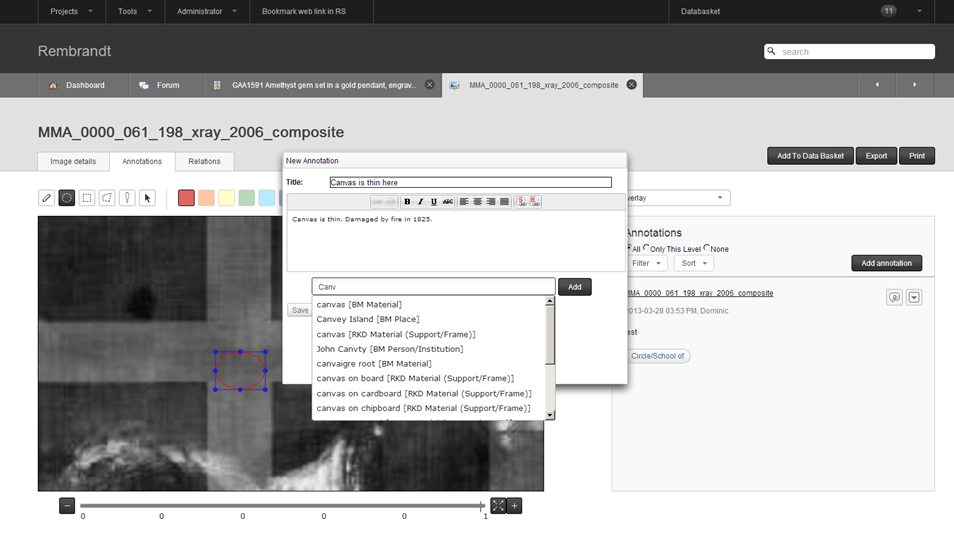 Projects Tools Administrator Bookmark web link in RS Databasket 11
Rembrandt
search
Dashboard Forum GAA1591 Amethyst gem set in a gold pendant, engrav... MMA_0000_061_198_xray_2006_composite
MMA_0000_061_198_xray_2006_composite
Image details Annotations Relations
Add To Data Basket Export Print
New Annotation
Title: Canvas is thin here
B I U ABC
Canvas is thin. Damaged by fire in 1825.
Canv Add
Save
canvas [BM Material]
Canvey Island [BM Place]
canvas [RKD Material (Support/Frame)]
John Canvty [BM Person/Institution]
canvaigre root [BM Material]
canvas on board [RKD Material (Support/Frame)]
canvas on cardboard [RKD Material (Support/Frame)]
canvas on chipboard [RKD Material (Support/Frame)]
verlay
Annotations
All Only This Level None
Filter Sort Add annotation
MMA_0000_061_198_xray_2006_composite
2013-03-28 03:53 PM, Dominic
est
Circle/School of
0 0 0 0 0 1